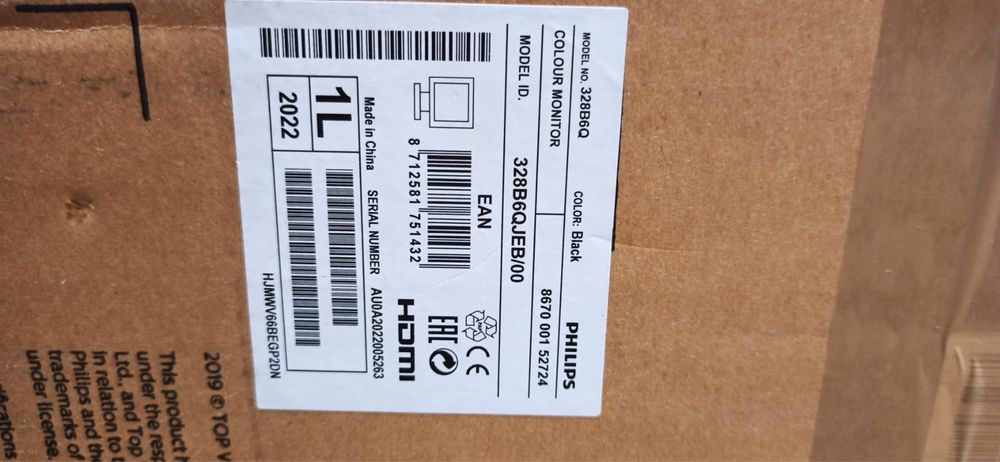 MODEL NO. 328B6Q
COLOR: Black
PHILIPS
COLOUR MONITOR
8670 001 52724
MODEL ID.
328B6QJEB/00
EAN
8 712581 751432
CE
EAC
HDMI
Made in China
SERIAL NUMBER
AU0A2022005263
1L
2022
HJMWV66BEGP2DN
2019 © TOP
This product
under the
Ltd., and Top
in relation to
Philips and
trademarks of
under license.